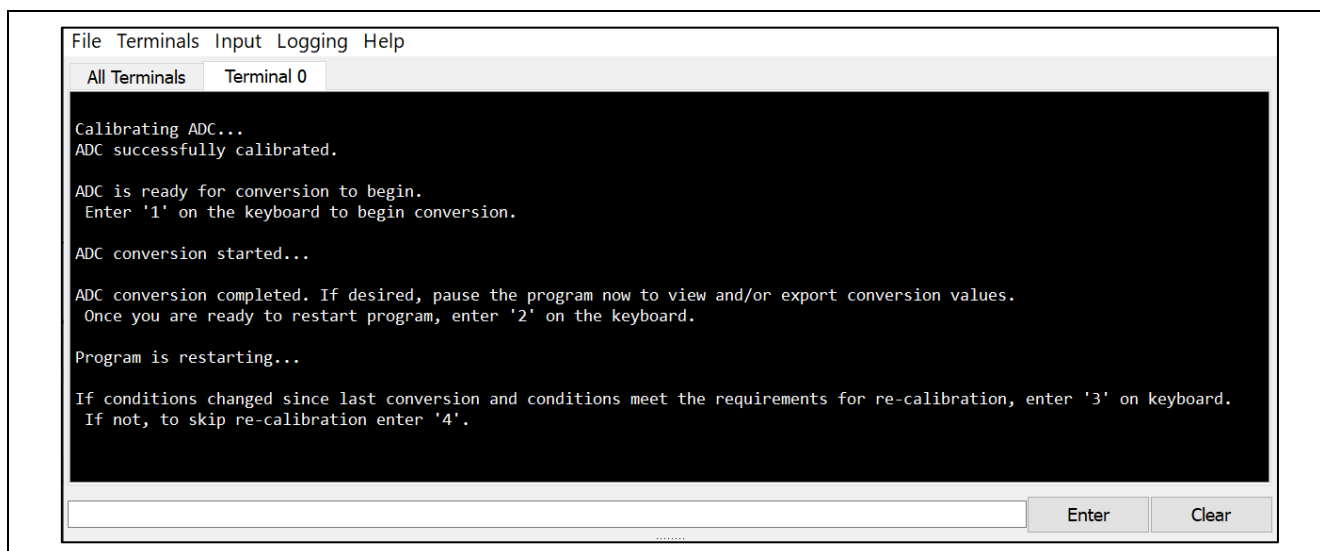 File Terminals Input Logging Help
All Terminals Terminal 0
Calibrating ADC...
ADC successfully calibrated.
ADC is ready for conversion to begin.
Enter '1' on the keyboard to begin conversion.
ADC conversion started...
ADC conversion completed. If desired, pause the program now to view and/or export conversion values.
Once you are ready to restart program, enter '2' on the keyboard.
Program is restarting...
If conditions changed since last conversion and conditions meet the requirements for re-calibration, enter '3' on keyboard.
If not, to skip re-calibration enter '4'.
Enter Clear